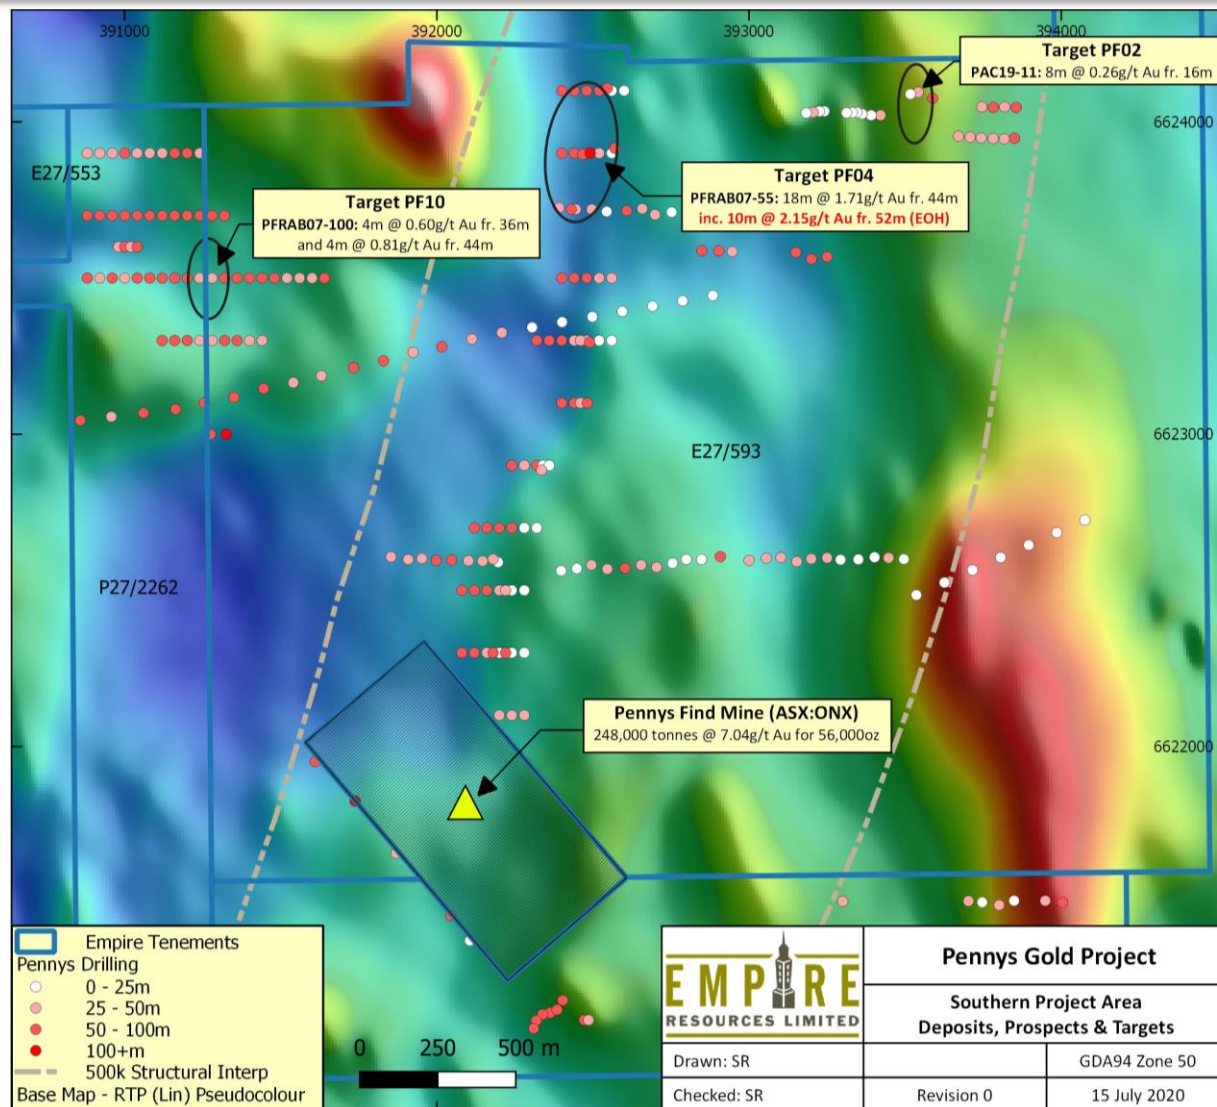 391000
392000
393000
394000
Target PF02
PAC19-11: 8m @ 0.26g/t Au fr. 16m
6624000
E27/553
Target PF10
PFRAB07-100: 4m @ 0.60g/t Au fr. 36m
and 4m @ 0.81g/t Au fr. 44m
Target PF04
PFRAB07-55: 18m @ 1.71g/t Au fr. 44m
inc. 10m @ 2.15g/t Au fr. 52m (EOH)
6623000
E27/593
P27/2262
Pennys Find Mine (ASX:ONX)
248,000 tonnes @ 7.04g/t Au for 56,000oz
6622000
Empire Tenements
Pennys Drilling
0 - 25m
25 - 50m
50 - 100m
100+m
500k Structural Interp
Base Map - RTP (Lin) Pseudocolour
0 250 500 m
EMPIRE
RESOURCES LIMITED
Pennys Gold Project
Southern Project Area
Deposits, Prospects & Targets
Drawn: SR
GDA94 Zone 50
Checked: SR
Revision 0
15 July 2020